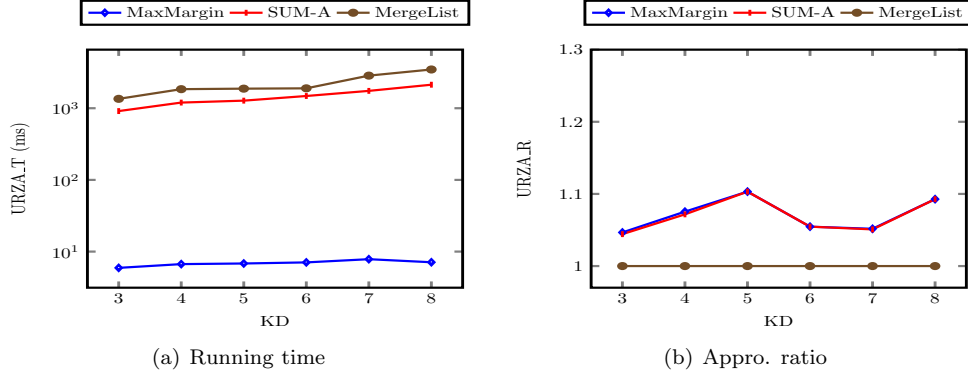 MaxMargin SUM-A MergeList
URZA_T (ms)
10^3
10^2
10^1
3 4 5 6 7 8
KD
(a) Running time
MaxMargin SUM-A MergeList
URZA_R
1.3
1.2
1.1
1
3 4 5 6 7 8
KD
(b) Appro. ratio